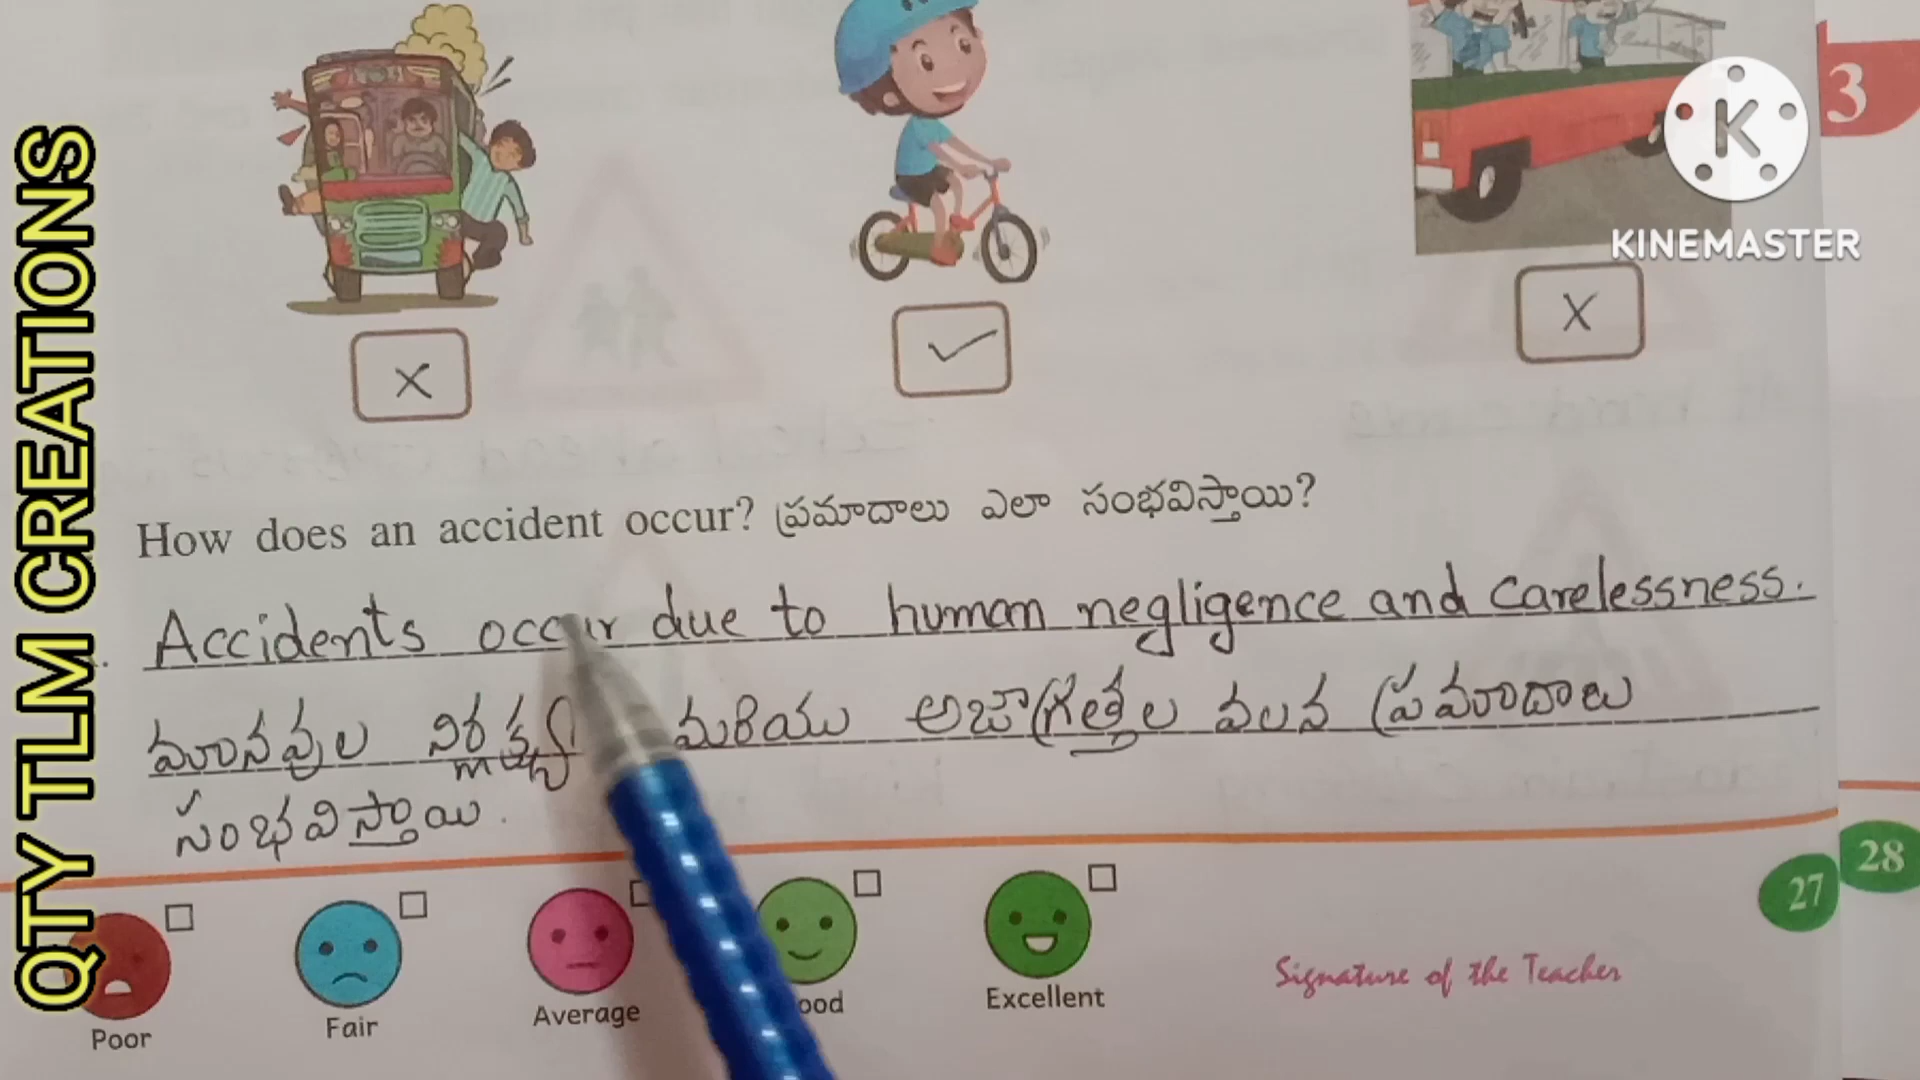 QTY TLM CREATIONS
3
K
KINEMASTER
X
X
How does an accident occur? ప్రమాదాలు ఎలా సంభవిస్తాయి?
Accidents occur due to human negligence and carelessness.
మానవుల నిర్లక్ష్య మరియు అజాగ్రత్తల వలన ప్రమాదాలు
సంభవిస్తాయి.
28
27
Poor
Fair
Average
ood
Excellent
Signature of the Teacher